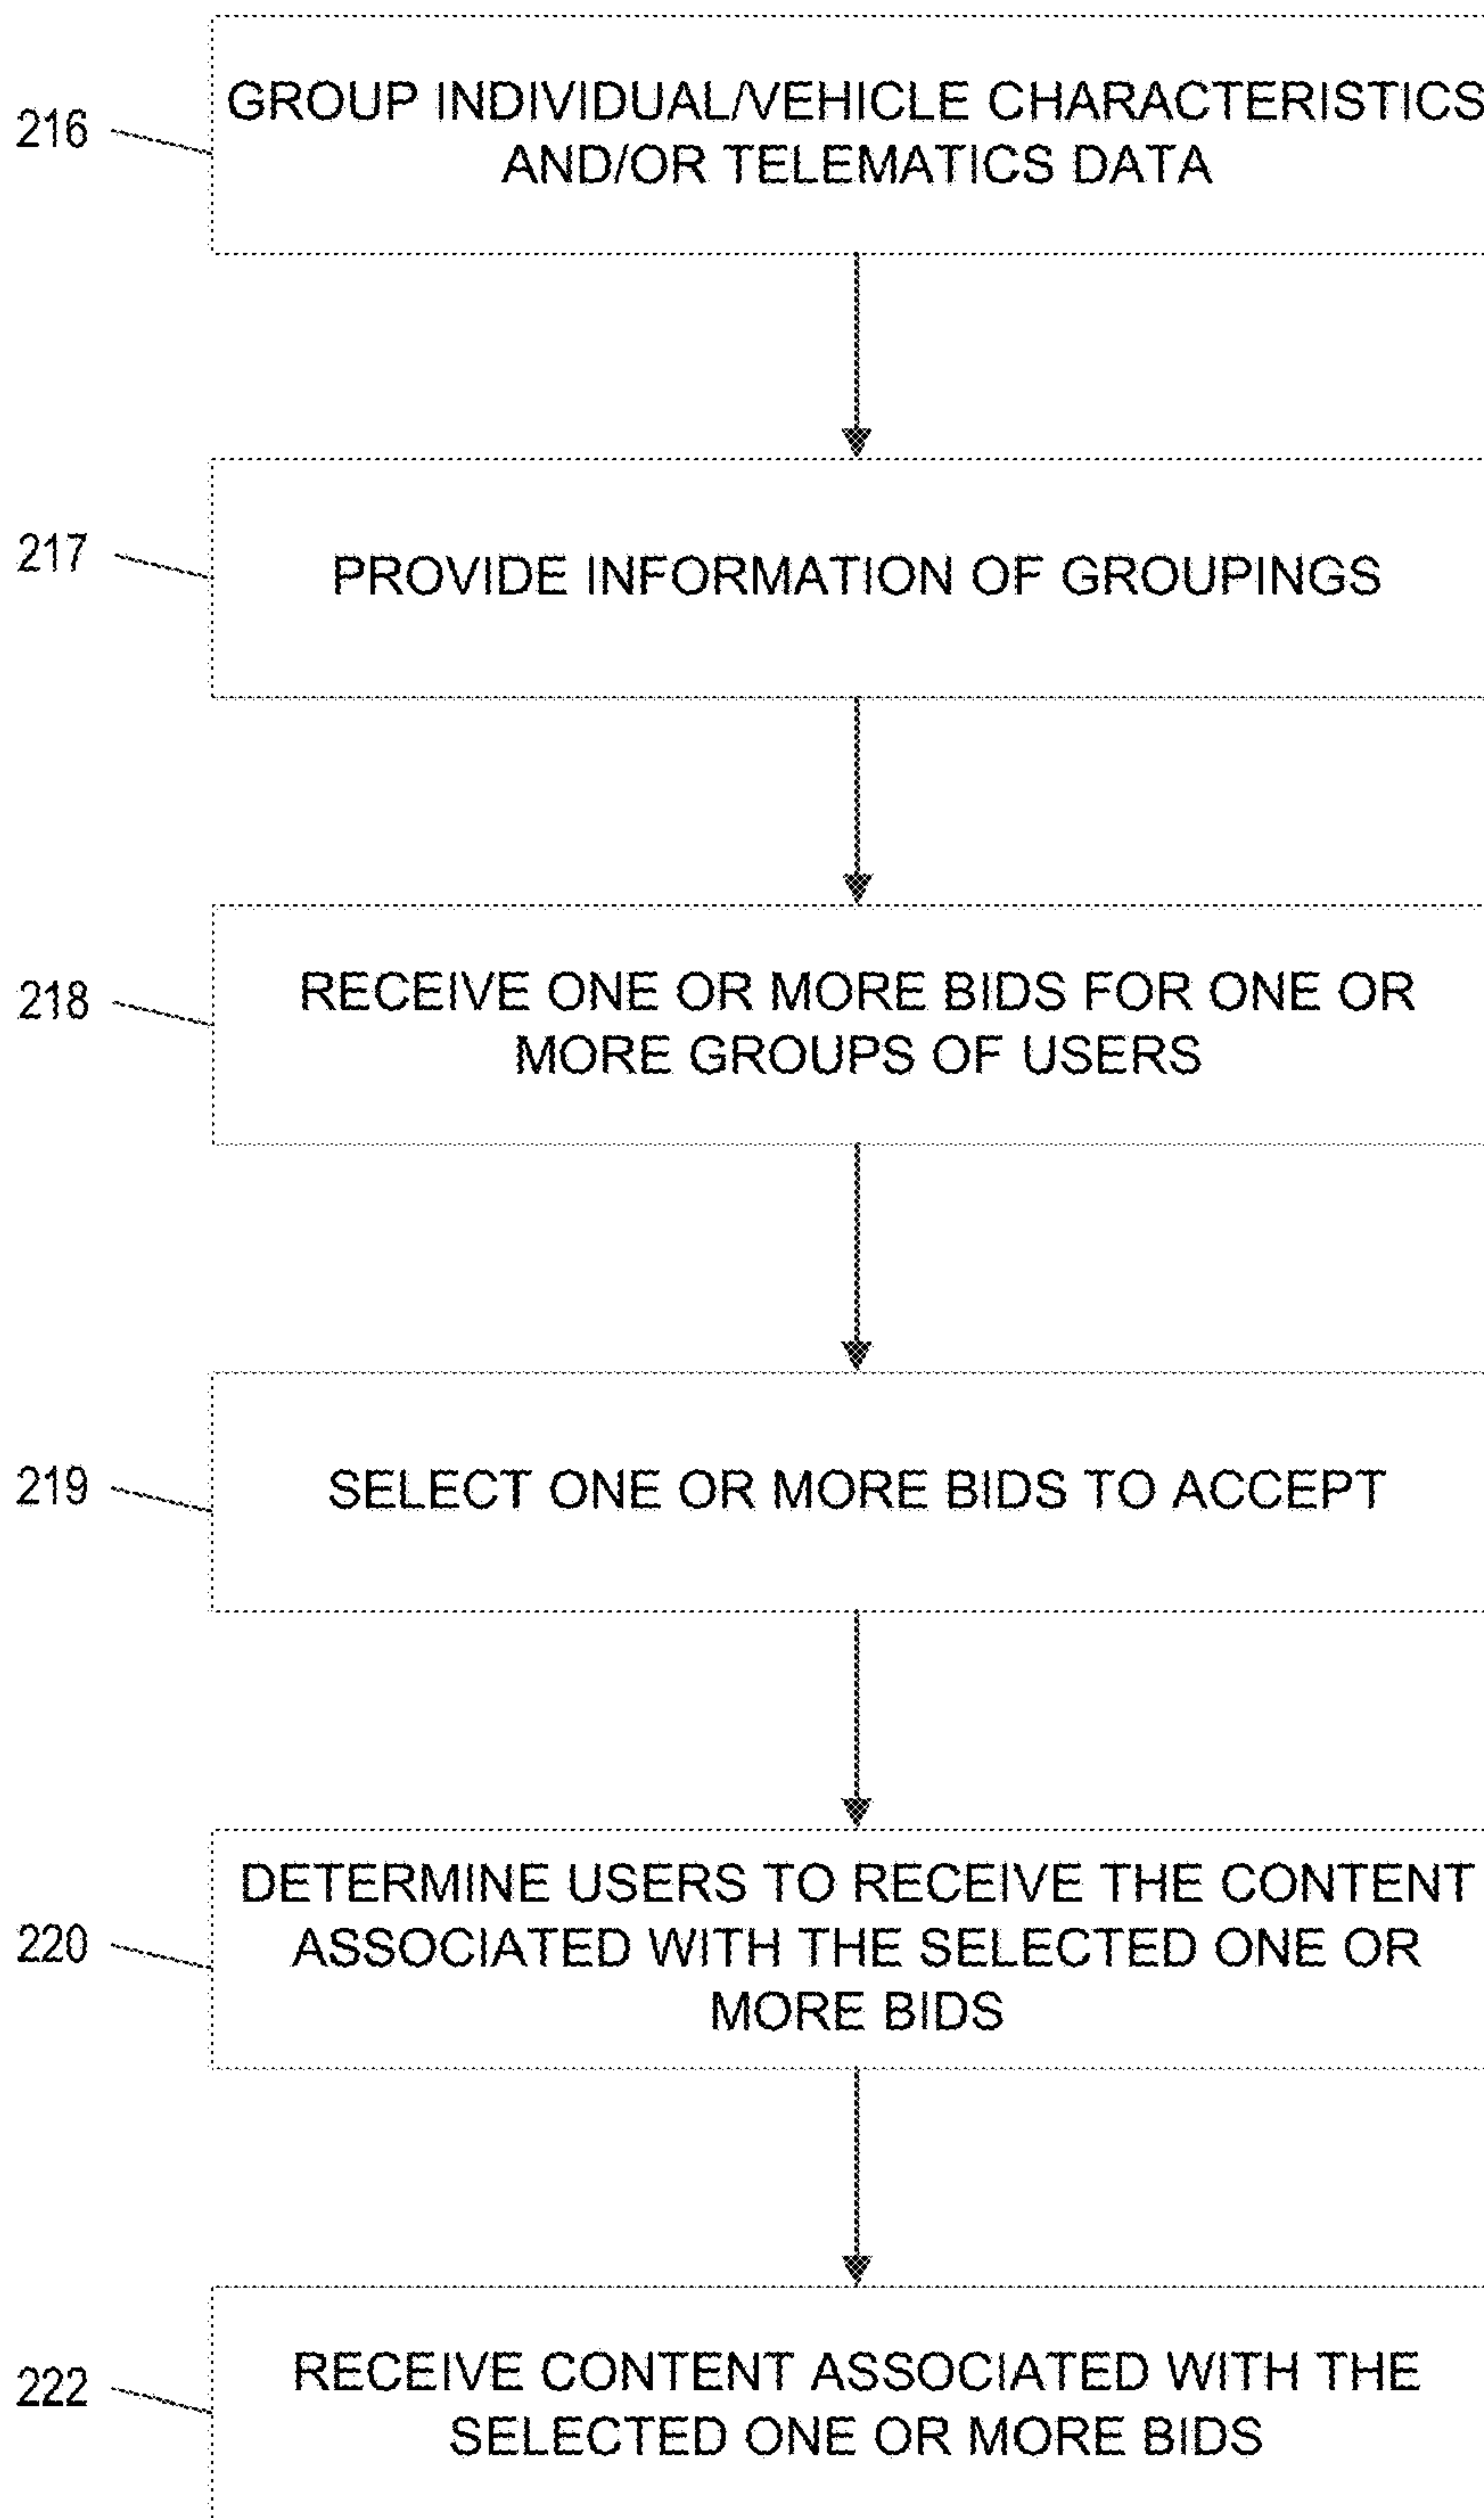 216
GROUP INDIVIDUAL/VEHICLE CHARACTERISTICS
AND/OR TELEMATICS DATA
217
PROVIDE INFORMATION OF GROUPINGS
218
RECEIVE ONE OR MORE BIDS FOR ONE OR
MORE GROUPS OF USERS
219
SELECT ONE OR MORE BIDS TO ACCEPT
220
DETERMINE USERS TO RECEIVE THE CONTENT
ASSOCIATED WITH THE SELECTED ONE OR
MORE BIDS
222
RECEIVE CONTENT ASSOCIATED WITH THE
SELECTED ONE OR MORE BIDS